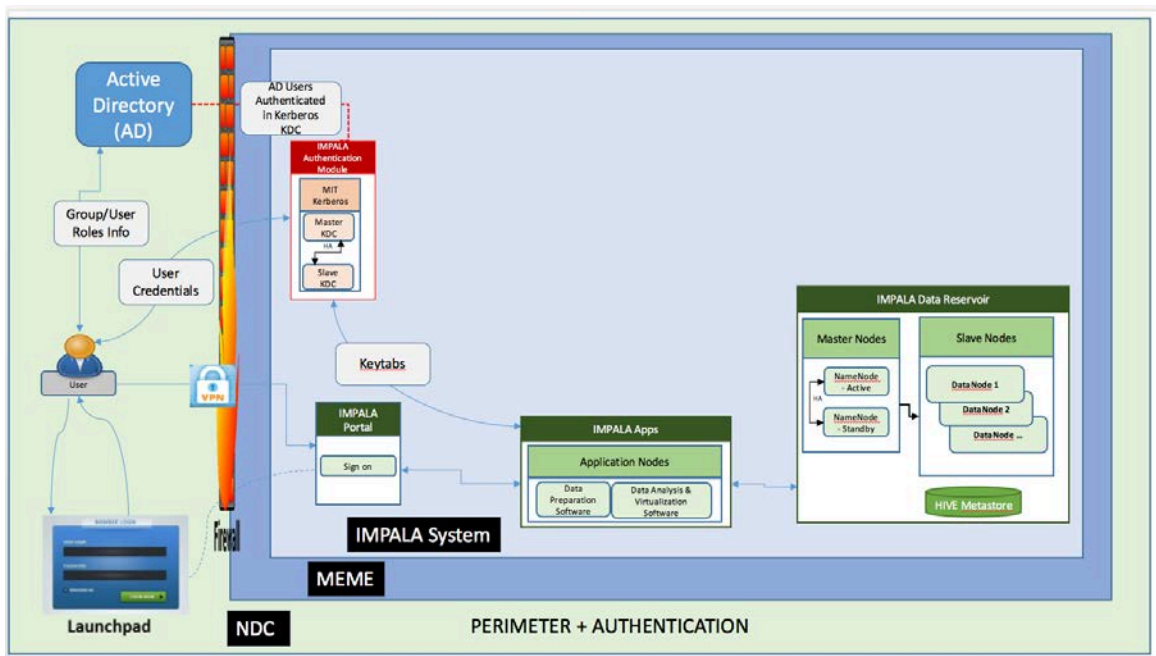 Active
Directory
(AD)
AD Users
Authenticated
in Kerberos
KDC
IMPALA
Authentication
Module
MIT
Kerberos
Master
KDC
HA
Slave
KDC
Group/User
Roles Info
User
Credentials
User
VPN
Keytabs
IMPALA
Portal
Sign on
IMPALA Apps
Application Nodes
Data
Preparation
Software
Data Analysis &
Virtualization
Software
IMPALA Data Reservoir
Master Nodes
NameNode
- Active
HA
NameNode
- Standby
Slave Nodes
DataNode 1
DataNode 2
DataNode ...
HIVE Metastore
Firewall
IMPALA System
MEME
Launchpad
NDC
PERIMETER + AUTHENTICATION